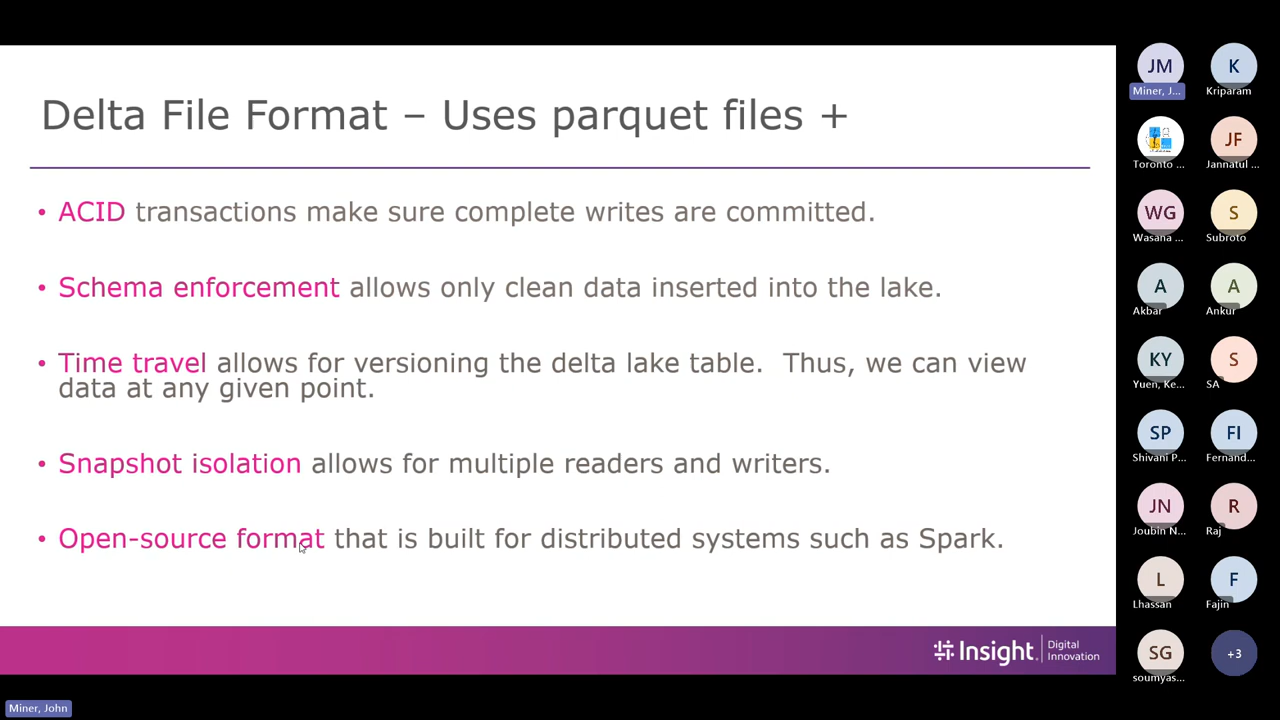 Delta File Format – Uses parquet files +
• ACID transactions make sure complete writes are committed.
• Schema enforcement allows only clean data inserted into the lake.
• Time travel allows for versioning the delta lake table.  Thus, we can view
data at any given point.
• Snapshot isolation allows for multiple readers and writers.
• Open-source format that is built for distributed systems such as Spark.
Insight.
Digital
Innovation
JM
Miner, J...
K
Kriparam
Toronto ...
JF
Jannatul ...
WG
Wasana ...
S
Subroto
A
Akbar
A
Ankur
KY
Yuen, Ke...
S
SA
SP
Shivani P...
FI
Fernand...
JN
Joubin N...
R
Raj
L
Lhassan
F
Fajin
SG
soumyas...
+3
Miner, John